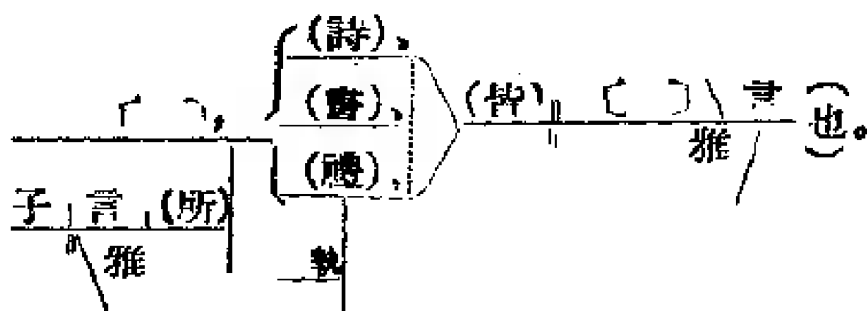 〔 〕,
(詩)、
(書)、
(禮)、
(皆)〔 〕言(也)。
雅
子言(所)
雅
執